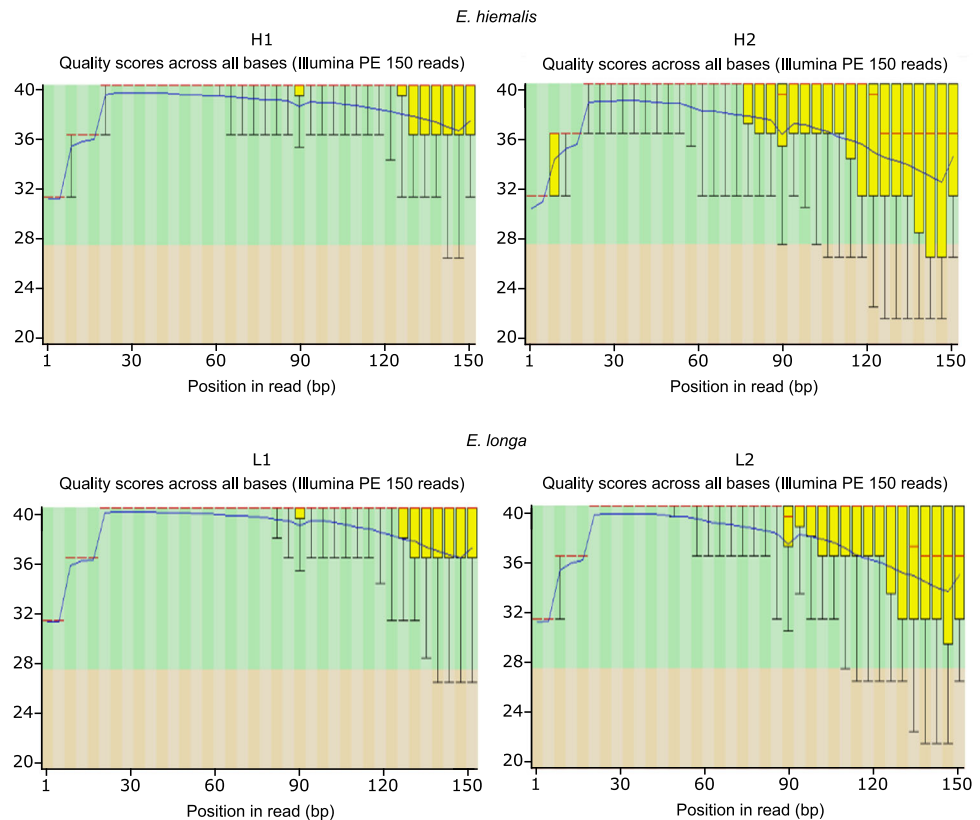 E. hiemalis
H1
Quality scores across all bases (Illumina PE 150 reads)
40
36
32
28
24
20
1 30 60 90 120 150
Position in read (bp)
H2
Quality scores across all bases (Illumina PE 150 reads)
40
36
32
28
24
20
1 30 60 90 120 150
Position in read (bp)
E. longa
L1
Quality scores across all bases (Illumina PE 150 reads)
40
36
32
28
24
20
1 30 60 90 120 150
Position in read (bp)
L2
Quality scores across all bases (Illumina PE 150 reads)
40
36
32
28
24
20
1 30 60 90 120 150
Position in read (bp)